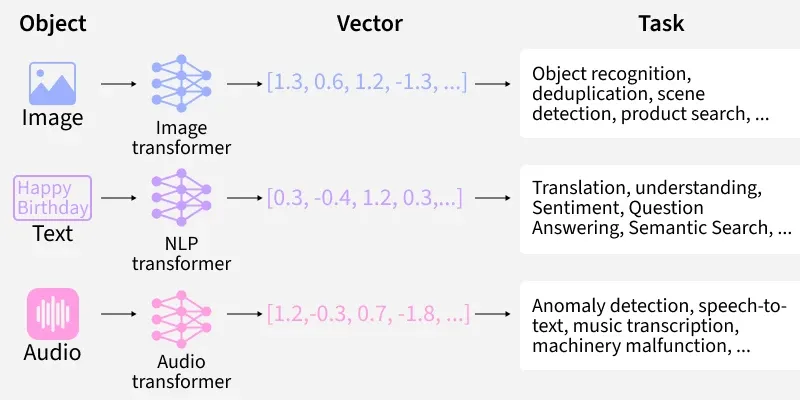 Object
Vector
Task
Image
Image
transformer
[1.3, 0.6, 1.2, -1.3, ...]
Object recognition,
deduplication, scene
detection, product search, ...
Happy
Birthday
Text
NLP
transformer
[0.3, -0.4, 1.2, 0.3,...]
Translation, understanding,
Sentiment, Question
Answering, Semantic Search, ...
Audio
Audio
transformer
[1.2,-0.3, 0.7, -1.8, ...]
Anomaly detection, speech-to-
text, music transcription,
machinery malfunction, ...